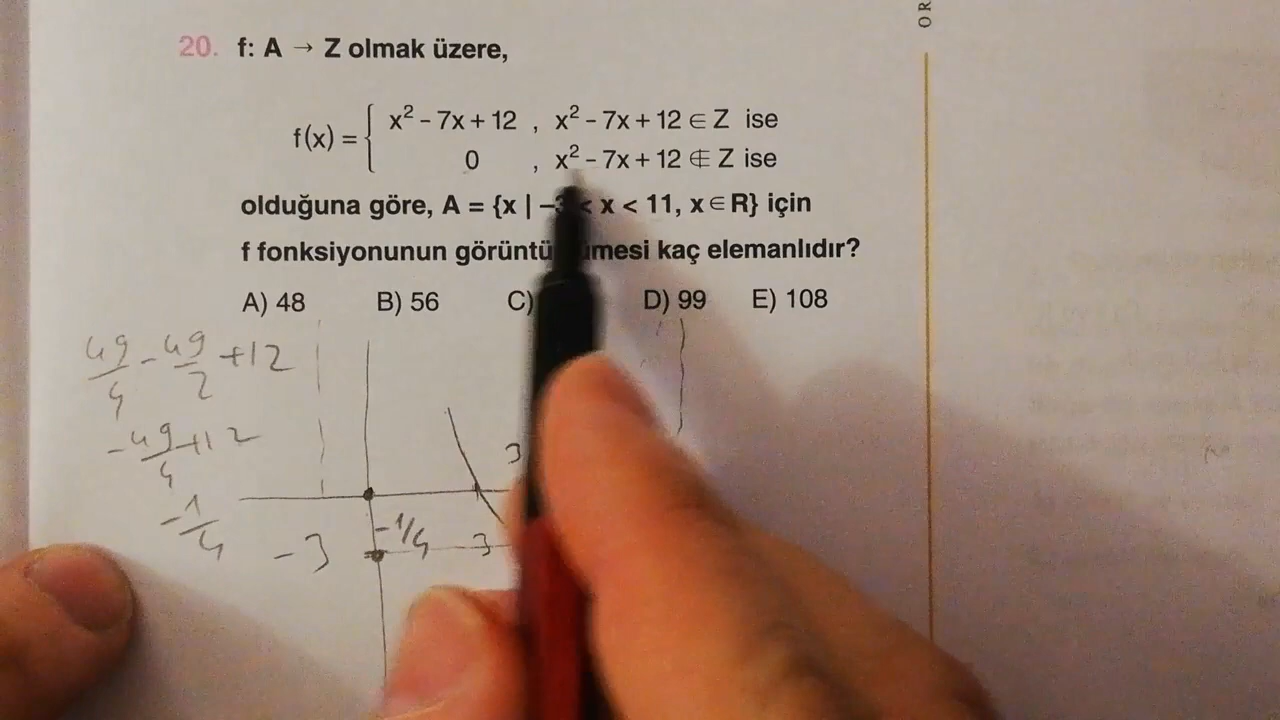 20. f: A → Z olmak üzere,
f(x) = { x² - 7x + 12 , x² - 7x + 12 ∈ Z ise
0 , x² - 7x + 12 ∉ Z ise
olduğuna göre, A = {x | -3 < x < 11, x ∈ R} için
f fonksiyonunun görüntü kaç elemanlıdır?
A) 48 B) 56 C) D) 99 E) 108
49/4 - 49/2 + 12
-49/4 + 12
-1/4
3
-3 -1/4 3
OR